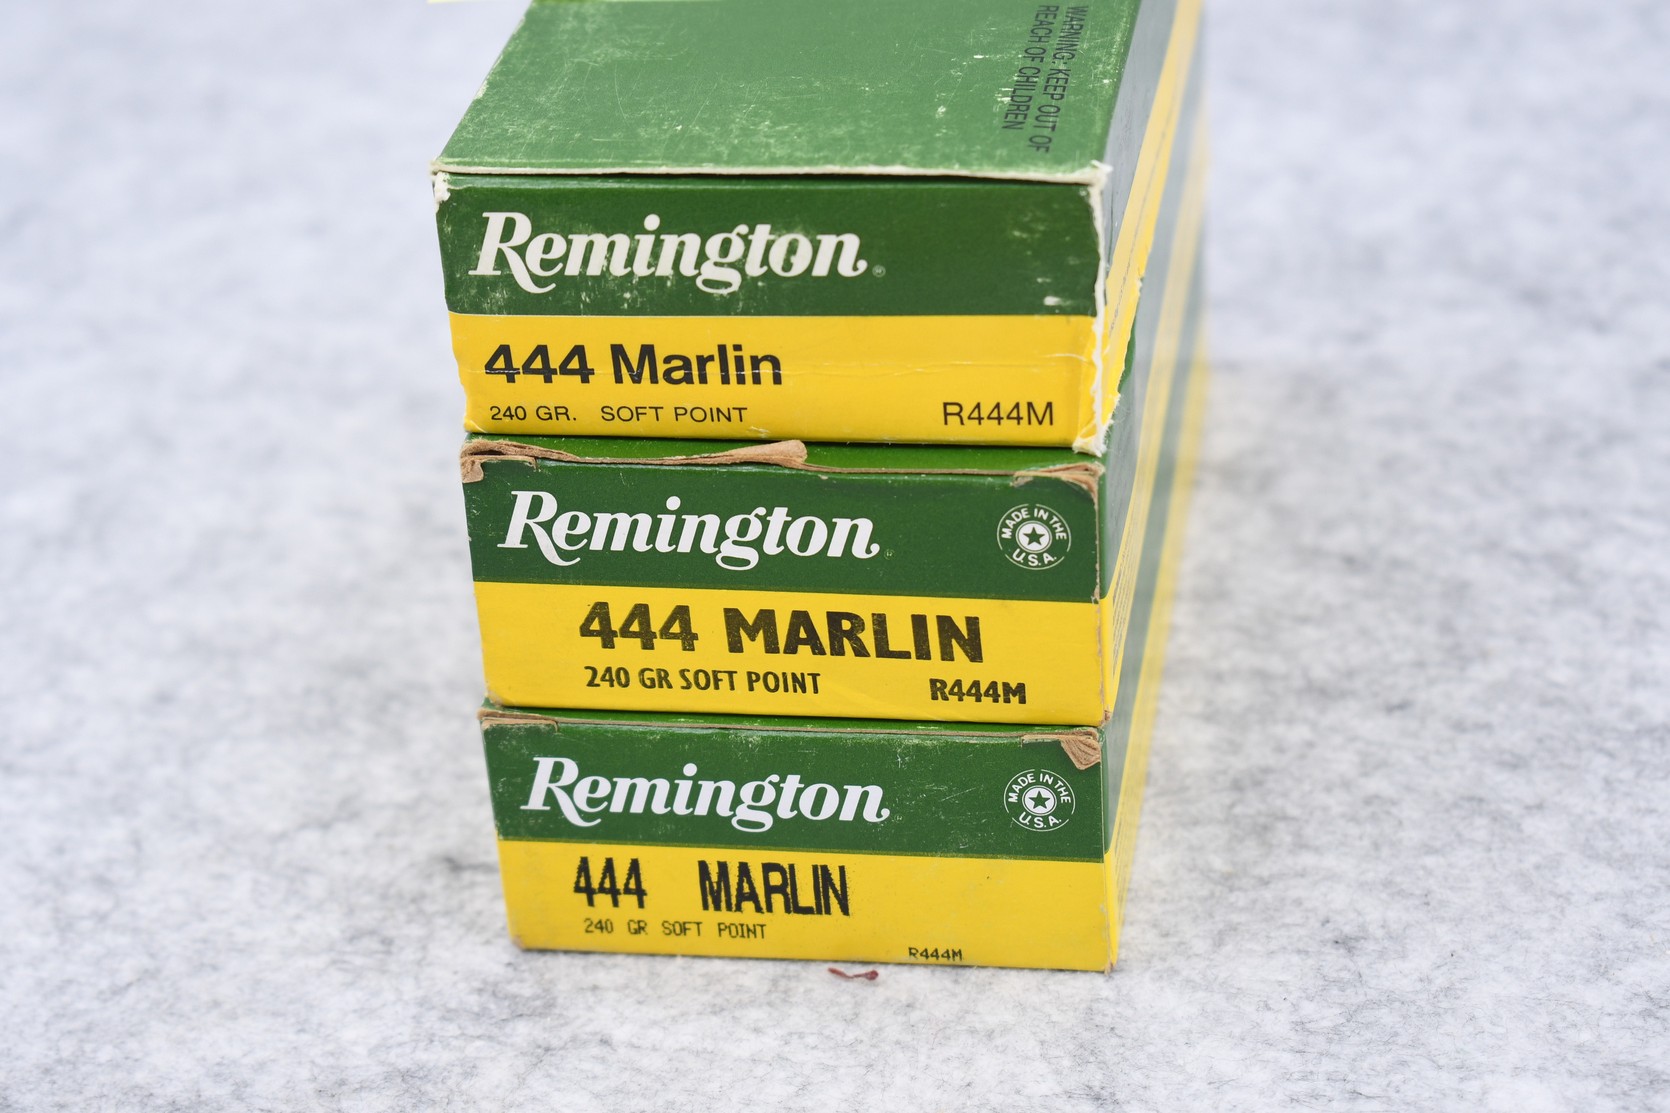 WARNING: KEEP OUT OF
REACH OF CHILDREN
Remington®
444 Marlin
240 GR. SOFT POINT R444M
Remington
MADE IN THE U.S.A.
444 MARLIN
240 GR SOFT POINT R444M
Remington
MADE IN THE U.S.A.
444 MARLIN
240 GR SOFT POINT
R444M